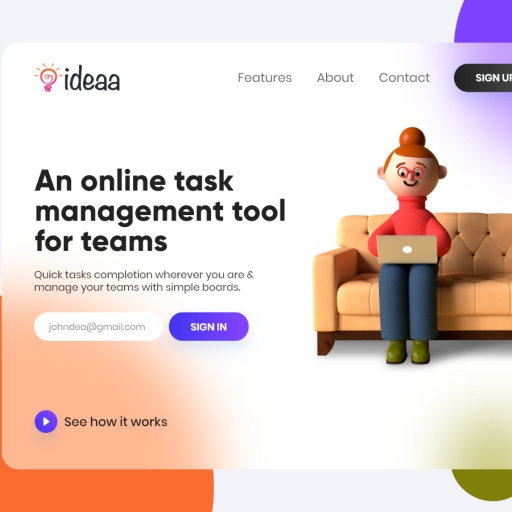 ideaa
Features About Contact SIGN UP
An online task
management tool
for teams
Quick tasks completion wherever you are &
manage your teams with simple boards.
johndeo@gmail.com SIGN IN
See how it works